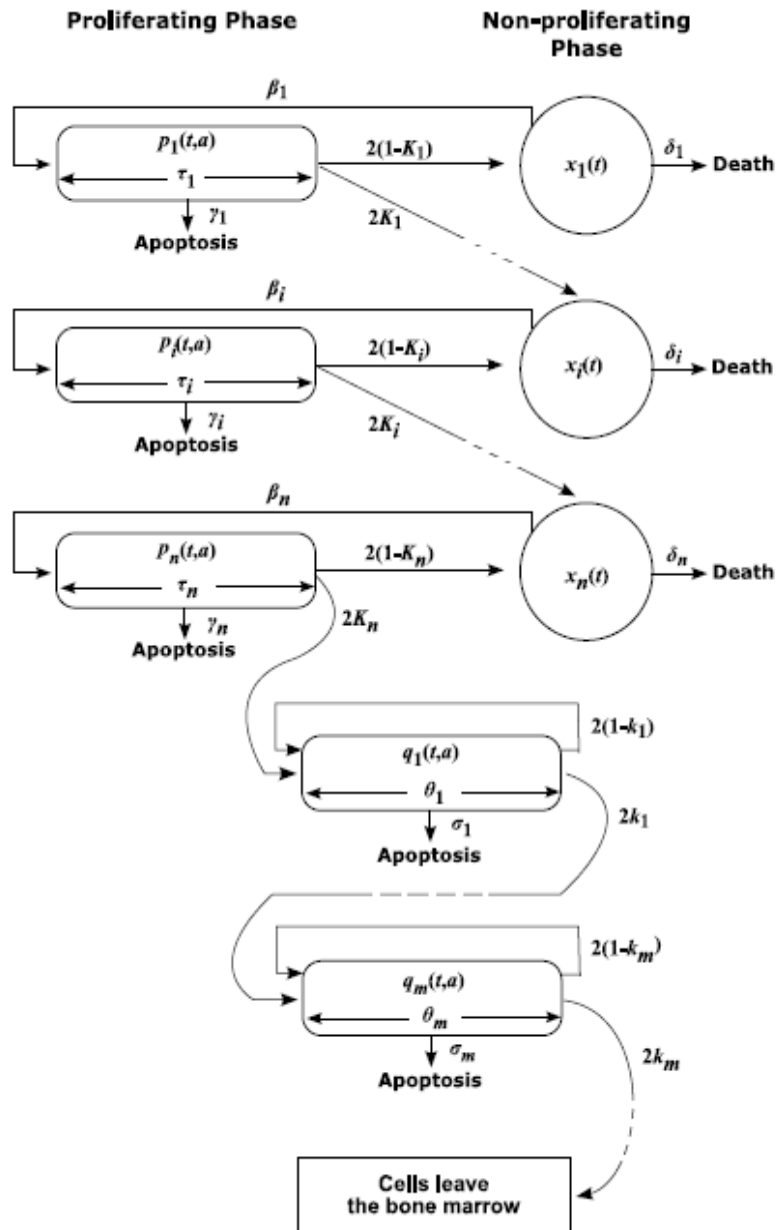 Proliferating Phase
Non-proliferating
Phase
β1
p1(t,a)
τ1
γ1
Apoptosis
2(1-K1)
2K1
x1(t)
δ1
Death
βi
pi(t,a)
τi
γi
Apoptosis
2(1-Ki)
2Ki
xi(t)
δi
Death
βn
pn(t,a)
τn
γn
Apoptosis
2(1-Kn)
2Kn
xn(t)
δn
Death
2(1-k1)
q1(t,a)
θ1
σ1
Apoptosis
2k1
2(1-km)
qm(t,a)
θm
σm
Apoptosis
2km
Cells leave
the bone marrow